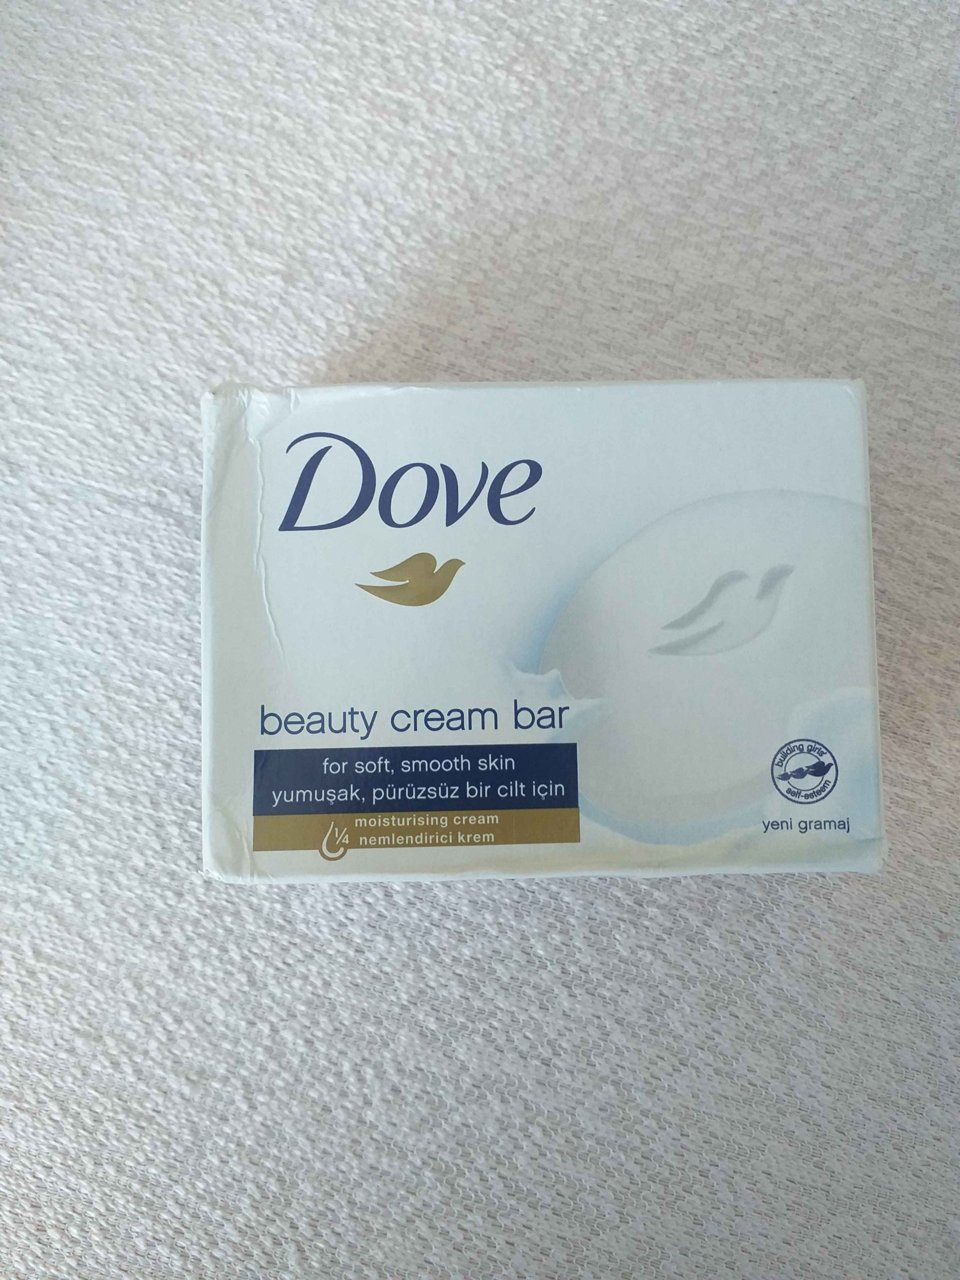 Dove
beauty cream bar
for soft, smooth skin
yumuşak, pürüzsüz bir cilt için
1/4
moisturising cream
nemlendirici krem
building girls'
self-esteem
yeni gramaj